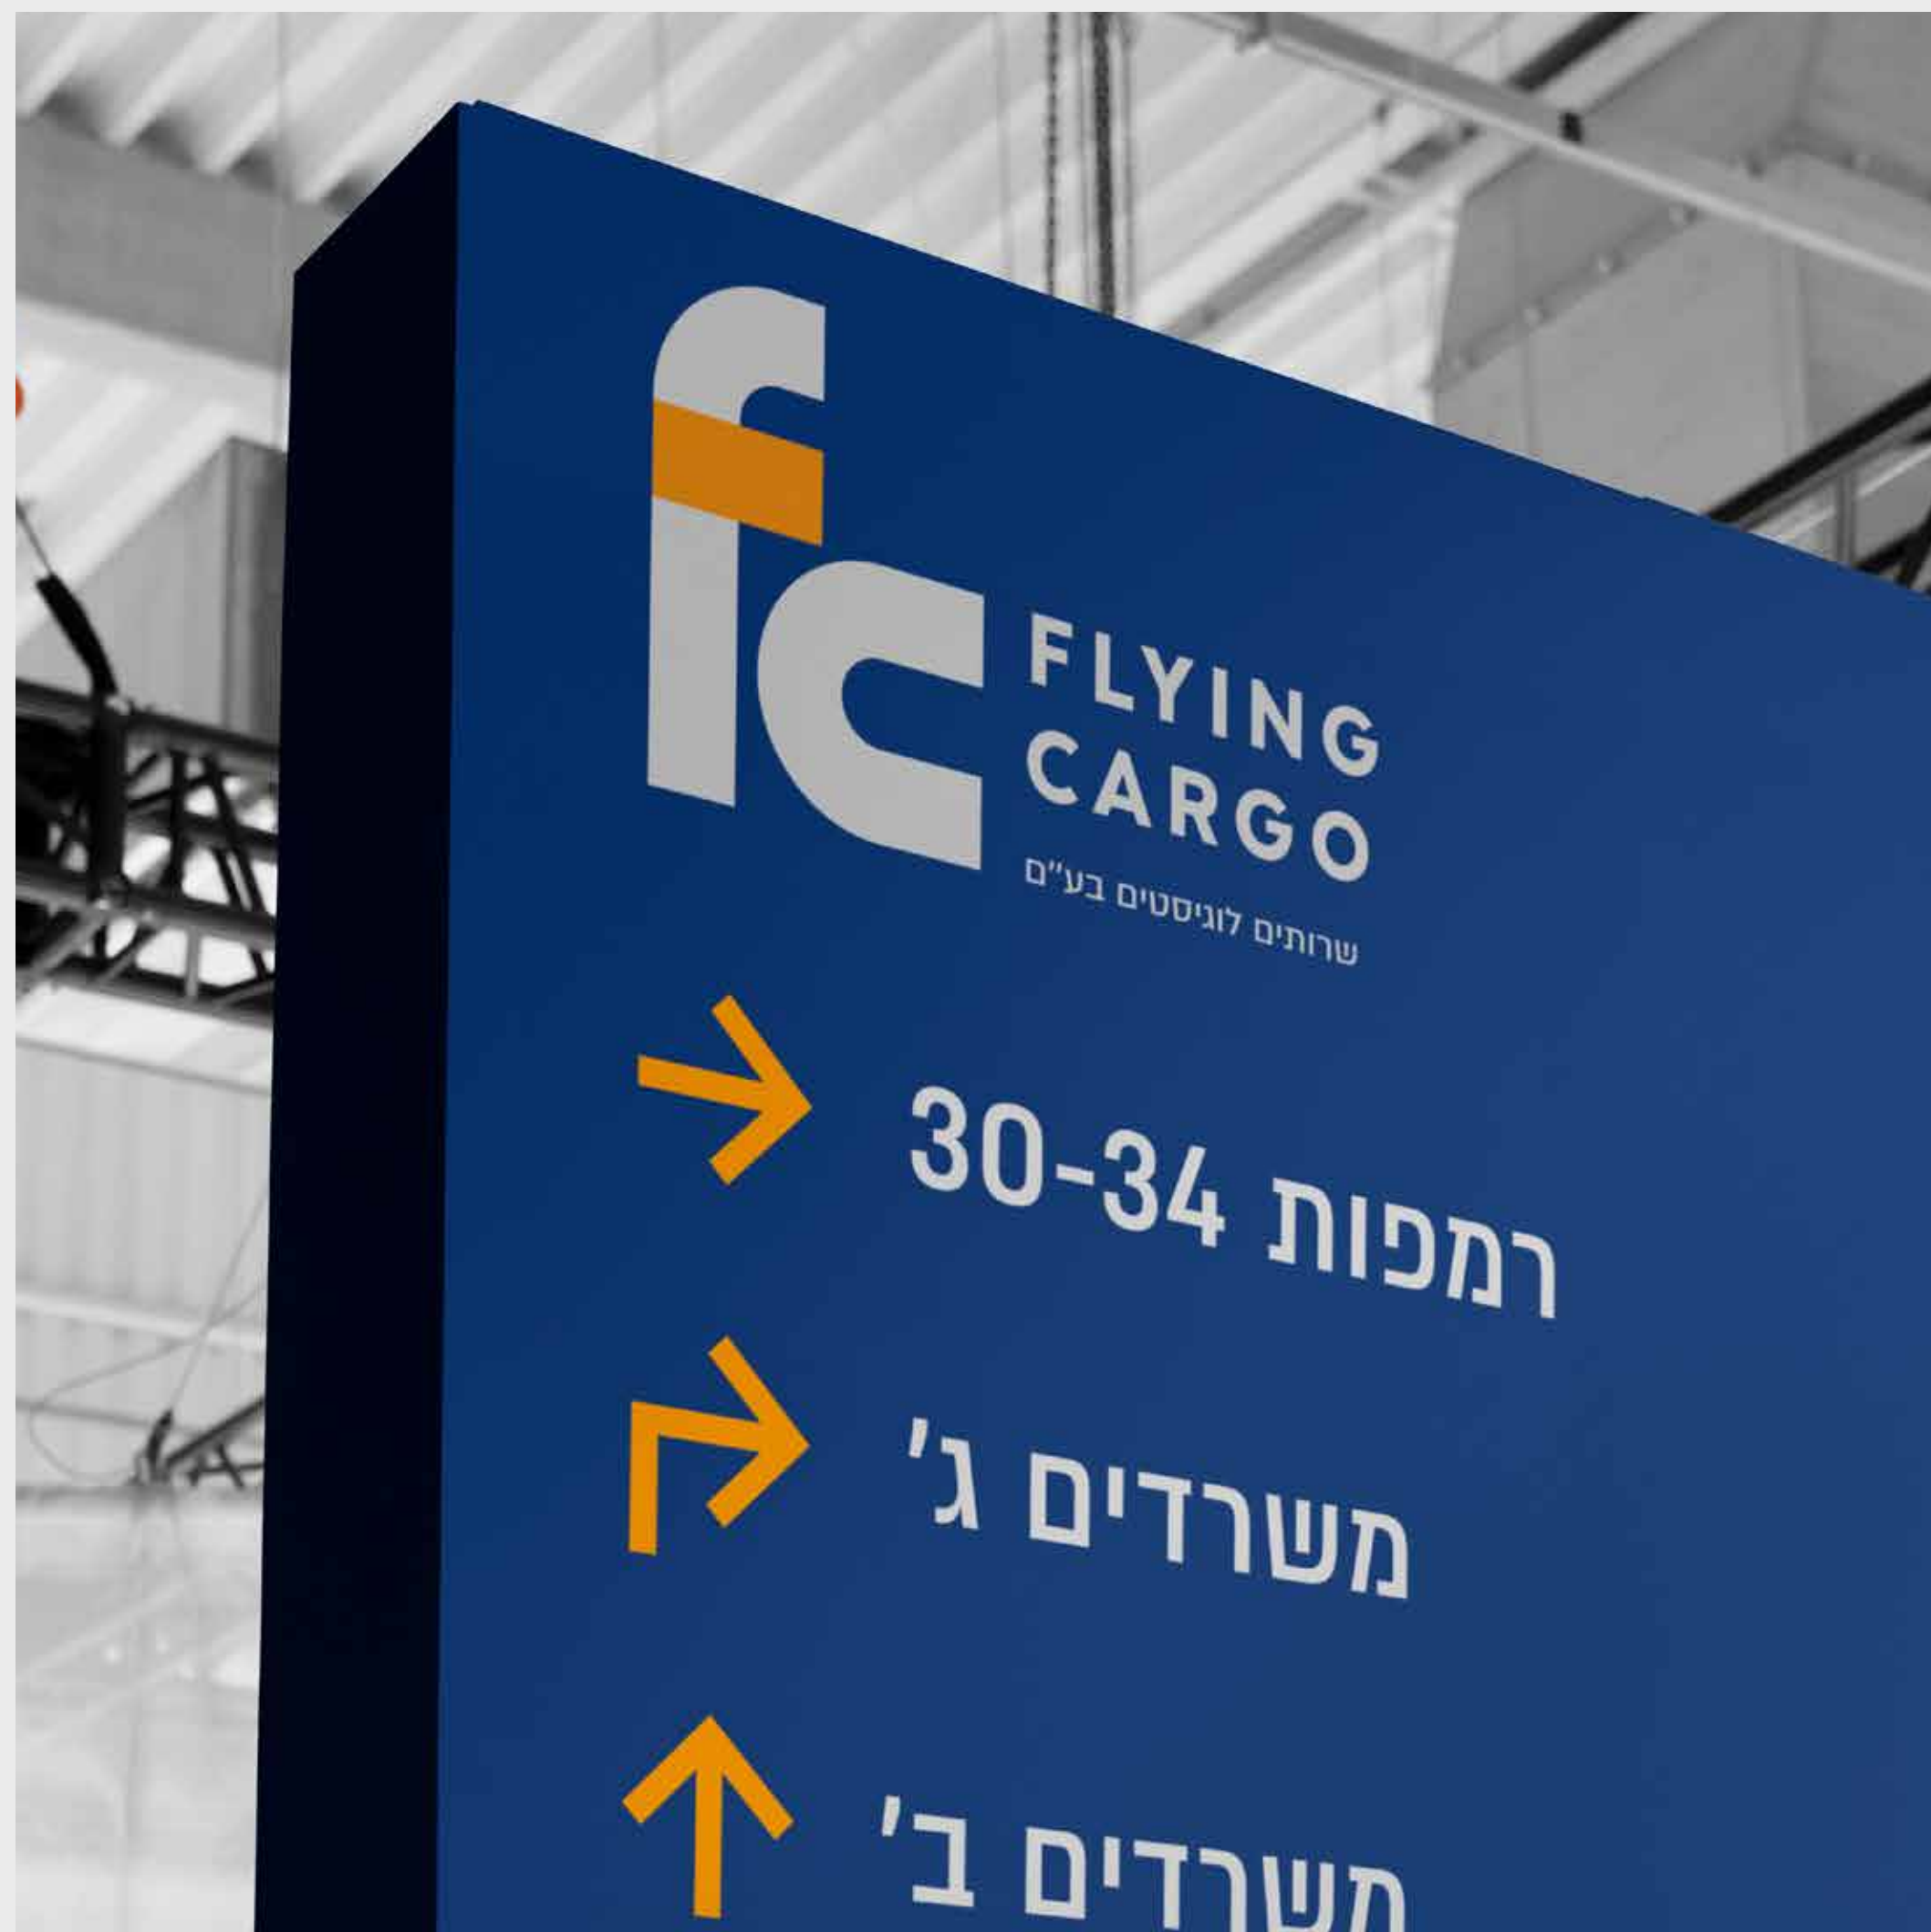 fc
FLYING
CARGO
שרותים לוגיסטים בע"ם
רמפות 30-34
משרדים ג'
משרדים ב'